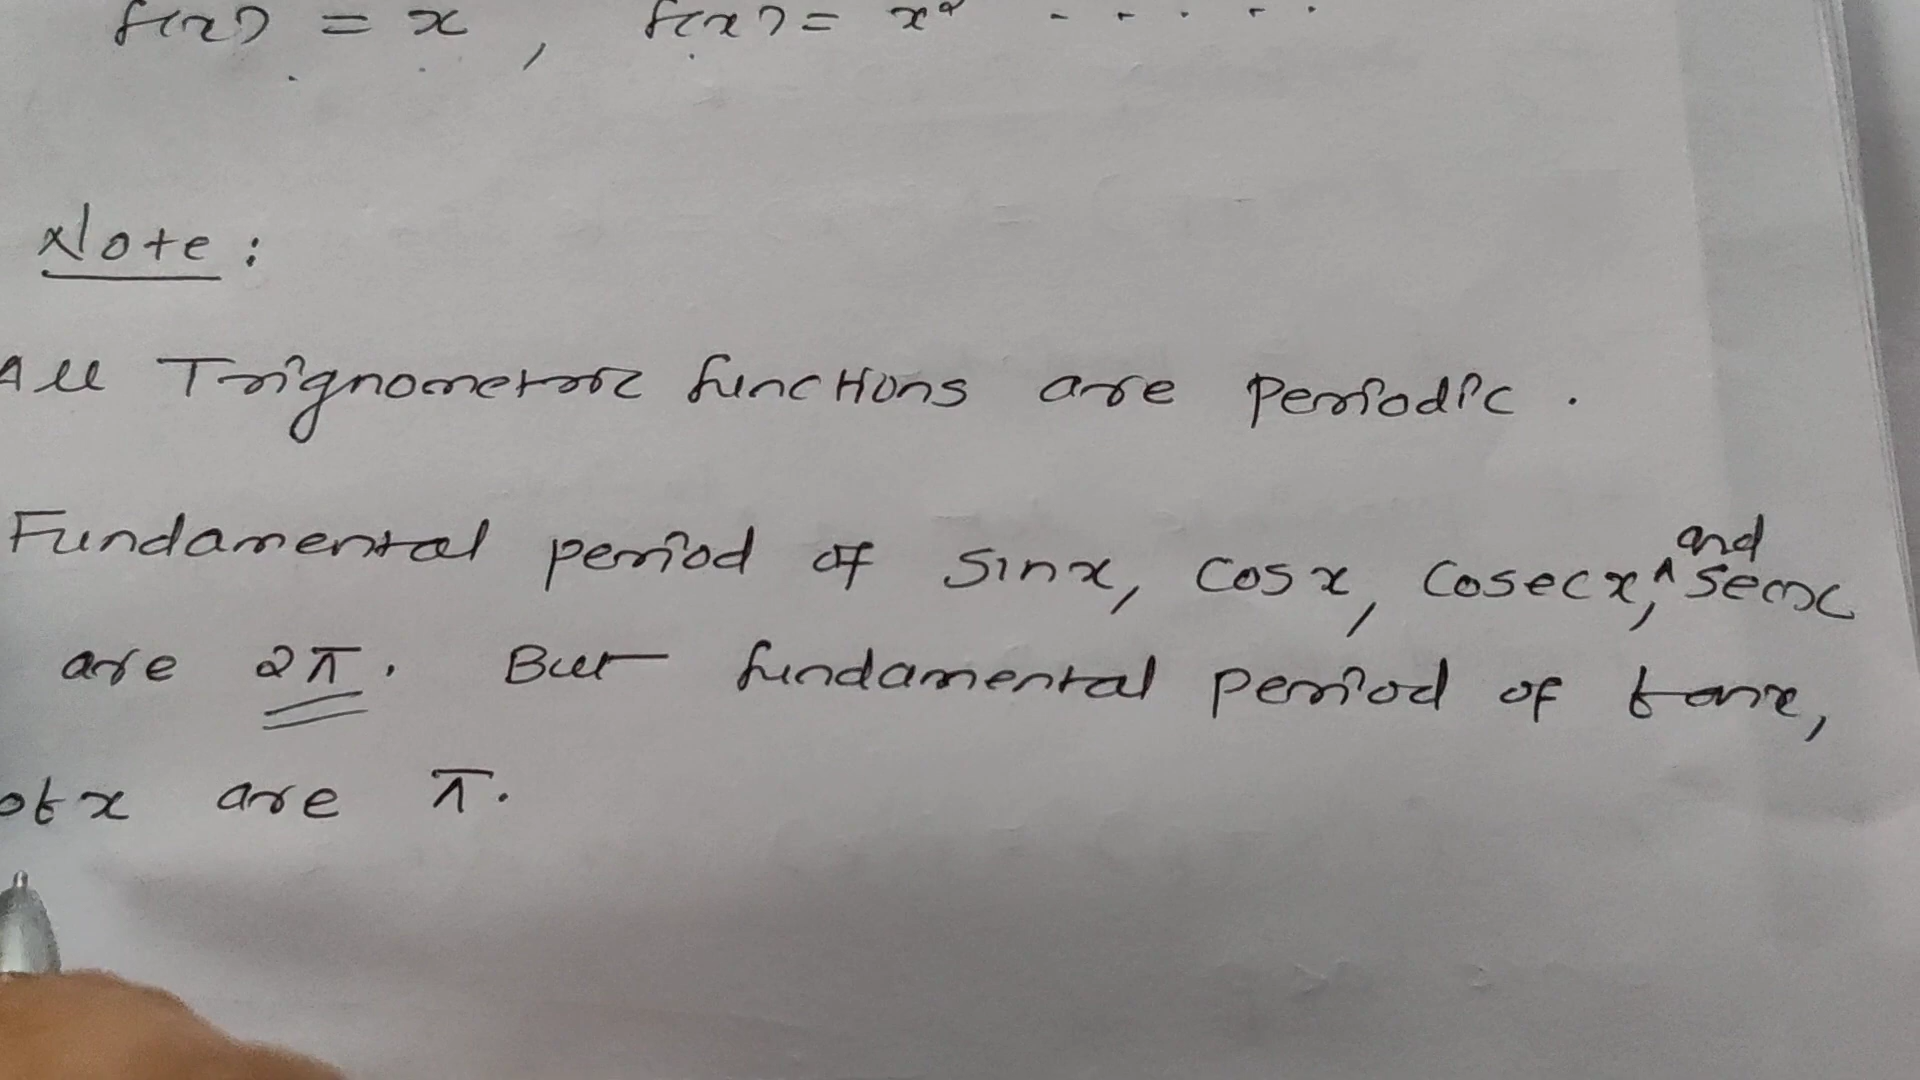 f(x) = x , f(x) = x² - - . - .
Note :
All Trignometric functions are periodic .
Fundamental period of sinx, cosx, cosecx, and secx
are 2π . But fundamental period of tanx,
otx are π .